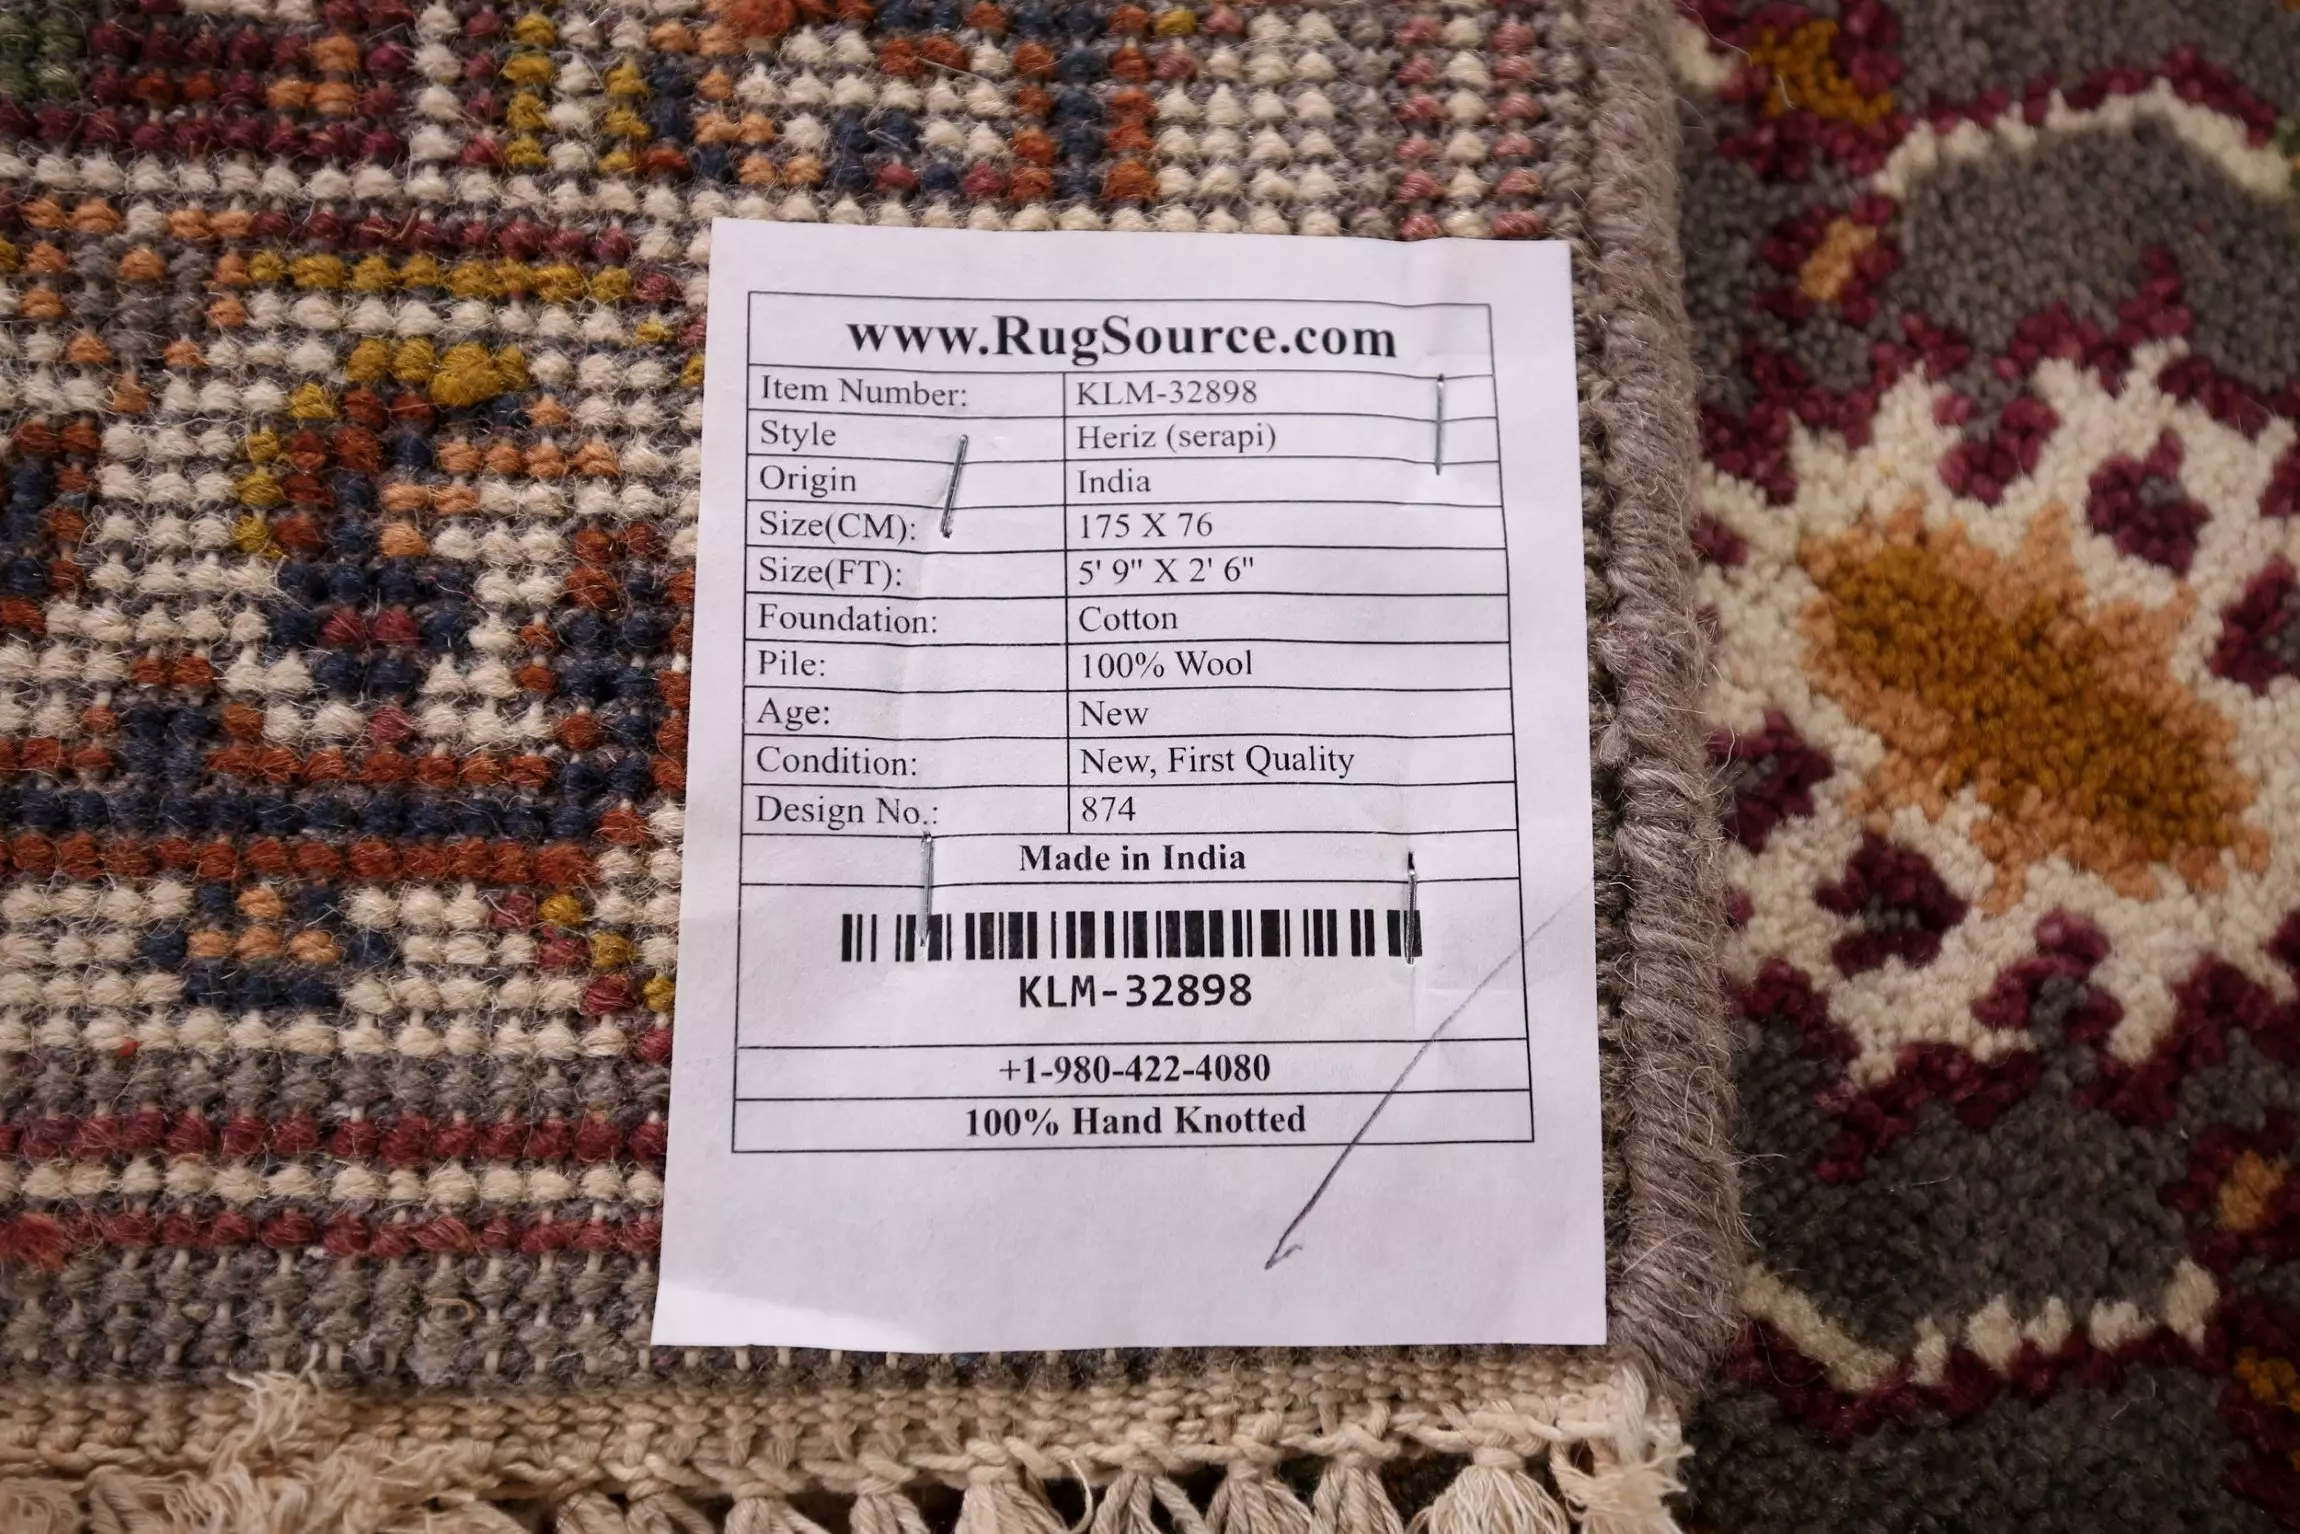 www.RugSource.com
Item Number: KLM-32898
Style Heriz (serapi)
Origin India
Size(CM): 175 X 76
Size(FT): 5' 9" X 2' 6"
Foundation: Cotton
Pile: 100% Wool
Age: New
Condition: New, First Quality
Design No.: 874
Made in India
KLM-32898
+1-980-422-4080
100% Hand Knotted